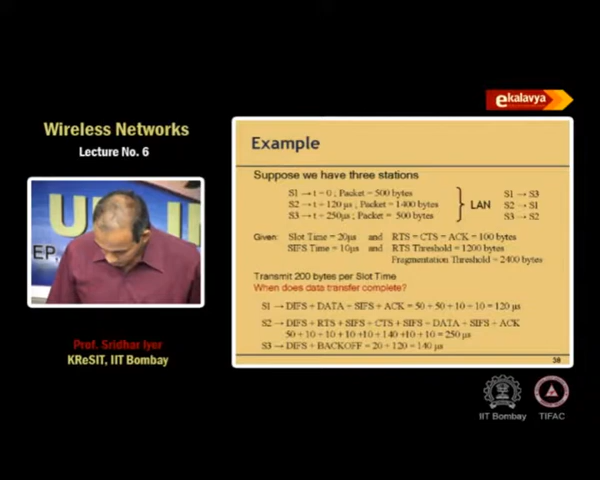 ekalavya
Wireless Networks
Lecture No. 6
Example
Suppose we have three stations
S1 → t = 0 ; Packet = 500 bytes
S2 → t = 120 μs ; Packet = 1400 bytes
S3 → t = 250μs ; Packet = 500 bytes
LAN
S1 → S3
S2 → S1
S3 → S2
Given: Slot Time = 20μs and RTS = CTS = ACK = 100 bytes
SIFS Time = 10μs and RTS Threshold = 1200 bytes
Fragmentation Threshold = 2400 bytes
Transmit 200 bytes per Slot Time
When does data transfer complete?
S1 → DIFS + DATA + SIFS + ACK = 50 + 50 + 10 + 10 = 120 μs
S2 → DIFS + RTS + SIFS + CTS + SIFS + DATA + SIFS + ACK
50 + 10 + 10 +10 +10 + 140 +10 + 10 = 250 μs
S3 → DIFS + BACKOFF = 20 + 120 = 140 μs
38
Prof. Sridhar Iyer
KReSIT, IIT Bombay
IIT Bombay
TIFAC